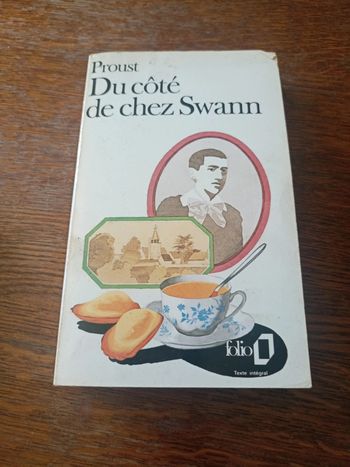 Proust
Du côté
de chez Swann
folio
Texte intégral